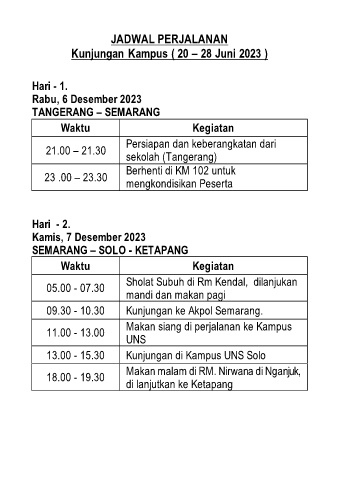 JADWAL PERJALANAN
Kunjungan Kampus ( 20 – 28 Juni 2023 )
Hari - 1.
Rabu, 6 Desember 2023
TANGERANG – SEMARANG
Waktu Kegiatan
21.00 – 21.30 Persiapan dan keberangkatan dari
sekolah (Tangerang)
23 .00 – 23.30 Berhenti di KM 102 untuk
mengkondisikan Peserta
Hari - 2.
Kamis, 7 Desember 2023
SEMARANG – SOLO - KETAPANG
Waktu Kegiatan
05.00 - 07.30 Sholat Subuh di Rm Kendal, dilanjukan
mandi dan makan pagi
09.30 - 10.30 Kunjungan ke Akpol Semarang.
11.00 - 13.00 Makan siang di perjalanan ke Kampus
UNS
13.00 - 15.30 Kunjungan di Kampus UNS Solo
18.00 - 19.30 Makan malam di RM. Nirwana di Nganjuk,
di lanjutkan ke Ketapang